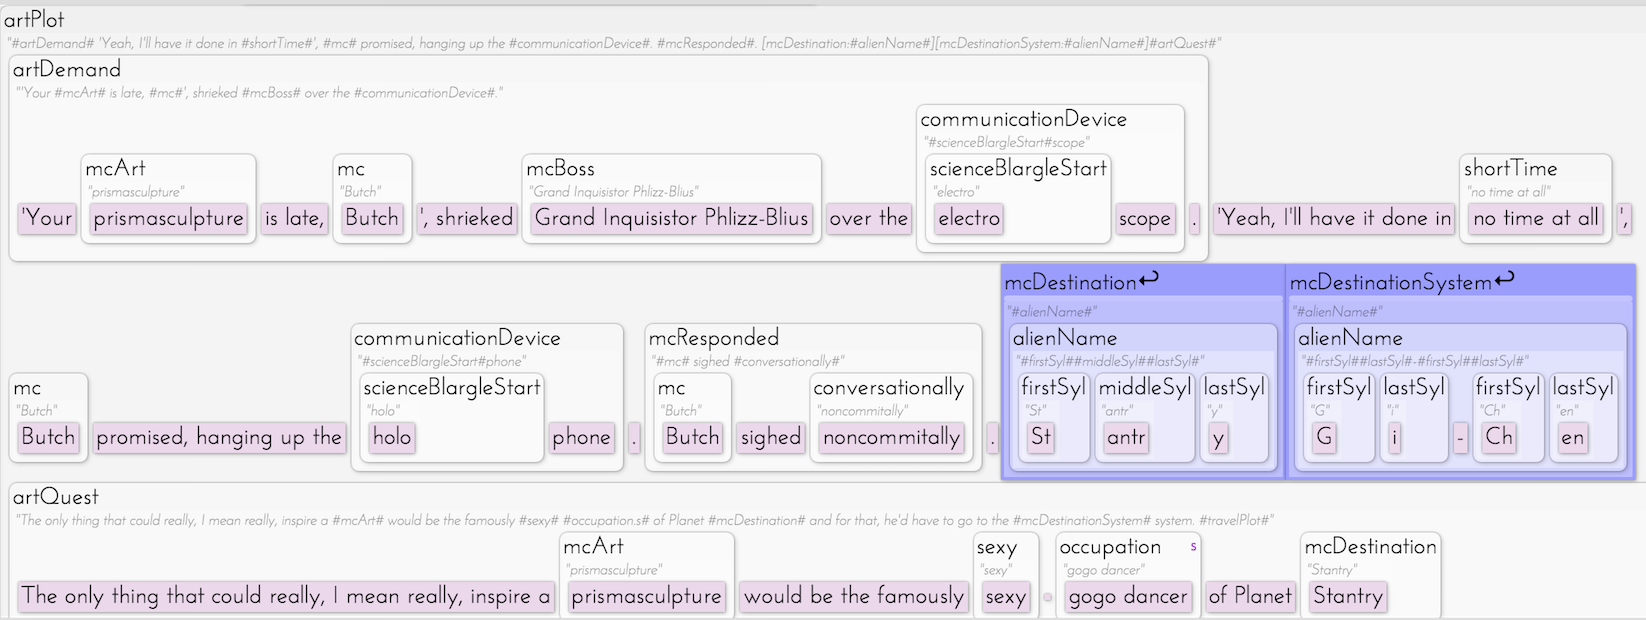 artPlot
"#artDemand# 'Yeah, I'll have it done in #shortTime#', #mc# promised, hanging up the #communicationDevice#. #mcResponded#. [mcDestination:#alienName#][mcDestinationSystem:#alienName#]#artQuest#"
artDemand
"'Your #mcArt# is late, #mc#', shrieked #mcBoss# over the #communicationDevice#."
communicationDevice
"#scienceBlargleStart#scope"
mcArt mc mcBoss scienceBlargleStart shortTime
"prismasculpture" "Butch" "Grand Inquisistor Phlizz-Blius" "electro" "no time at all"
'Your prismasculpture is late, Butch ', shrieked Grand Inquisistor Phlizz-Blius over the electro scope . 'Yeah, I'll have it done in no time at all ',
mcDestination↩ mcDestinationSystem↩
"#alienName#" "#alienName#"
communicationDevice mcResponded alienName alienName
"#scienceBlargleStart#phone" "#mc# sighed #conversationally#" "#firstSyl##middleSyl##lastSyl#" "#firstSyl##lastSyl#-#firstSyl##lastSyl#"
mc scienceBlargleStart mc conversationally firstSyl middleSyl lastSyl firstSyl lastSyl firstSyl lastSyl
"Butch" "holo" "Butch" "noncommitally" "St" "antr" "y" "G" "i" "Ch" "en"
Butch promised, hanging up the holo phone . Butch sighed noncommitally . St antr y G i - Ch en
artQuest
"The only thing that could really, I mean really, inspire a #mcArt# would be the famously #sexy# #occupation.s# of Planet #mcDestination# and for that, he'd have to go to the #mcDestinationSystem# system. #travelPlot#"
mcArt sexy occupation s mcDestination
"prismasculpture" "sexy" "gogo dancer" "Stantry"
The only thing that could really, I mean really, inspire a prismasculpture would be the famously sexy gogo dancer of Planet Stantry